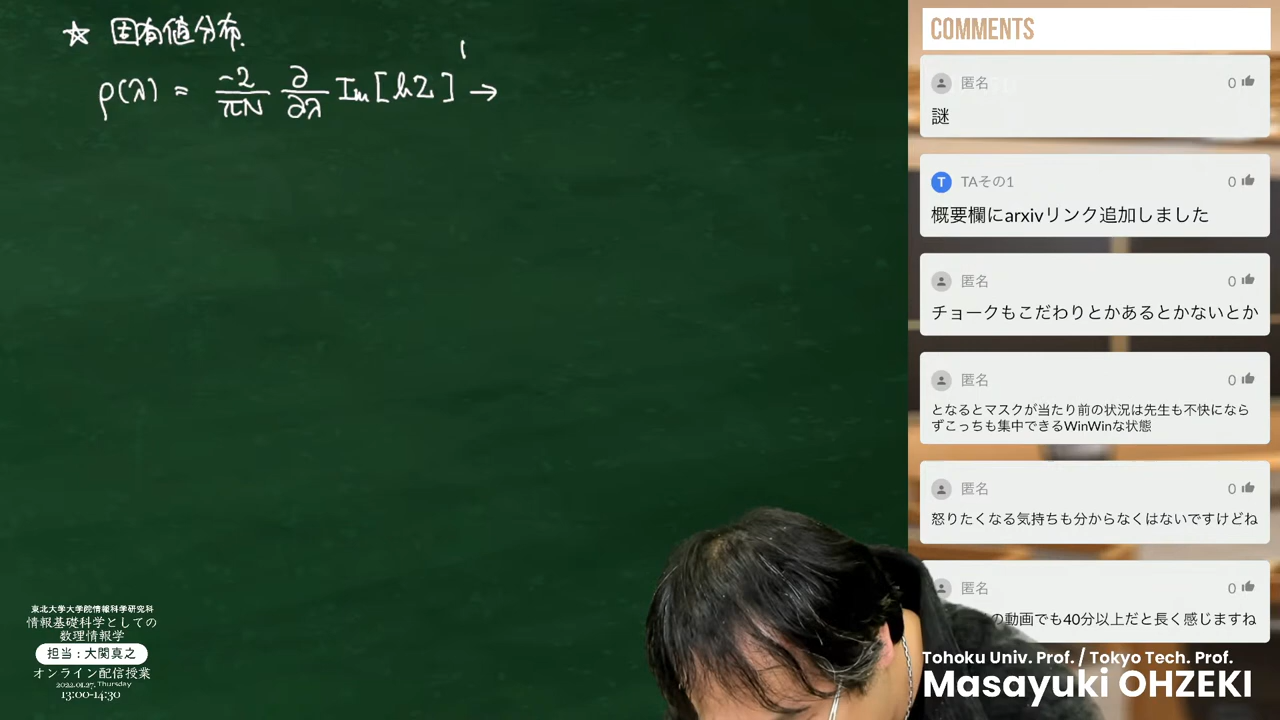 ☆ 固有値分布
ρ(λ) = -2/πN ∂/∂λ Im[ln Z] →
COMMENTS
匿名 0
謎
T TAその1 0
概要欄にarxivリンク追加しました
匿名 0
チョークもこだわりとかあるとかないとか
匿名 0
となるとマスクが当たり前の状況は先生も不快になら
ずこっちも集中できるWinWinな状態
匿名 0
怒りたくなる気持ちも分からなくはないですけどね
匿名 0
の動画でも40分以上だと長く感じますね
東北大学大学院情報科学研究科
情報基礎科学としての
数理情報学
担当：大関真之
オンライン配信授業
2022.01.27. Thursday
13:00-14:30
Tohoku Univ. Prof. / Tokyo Tech. Prof.
Masayuki OHZEKI